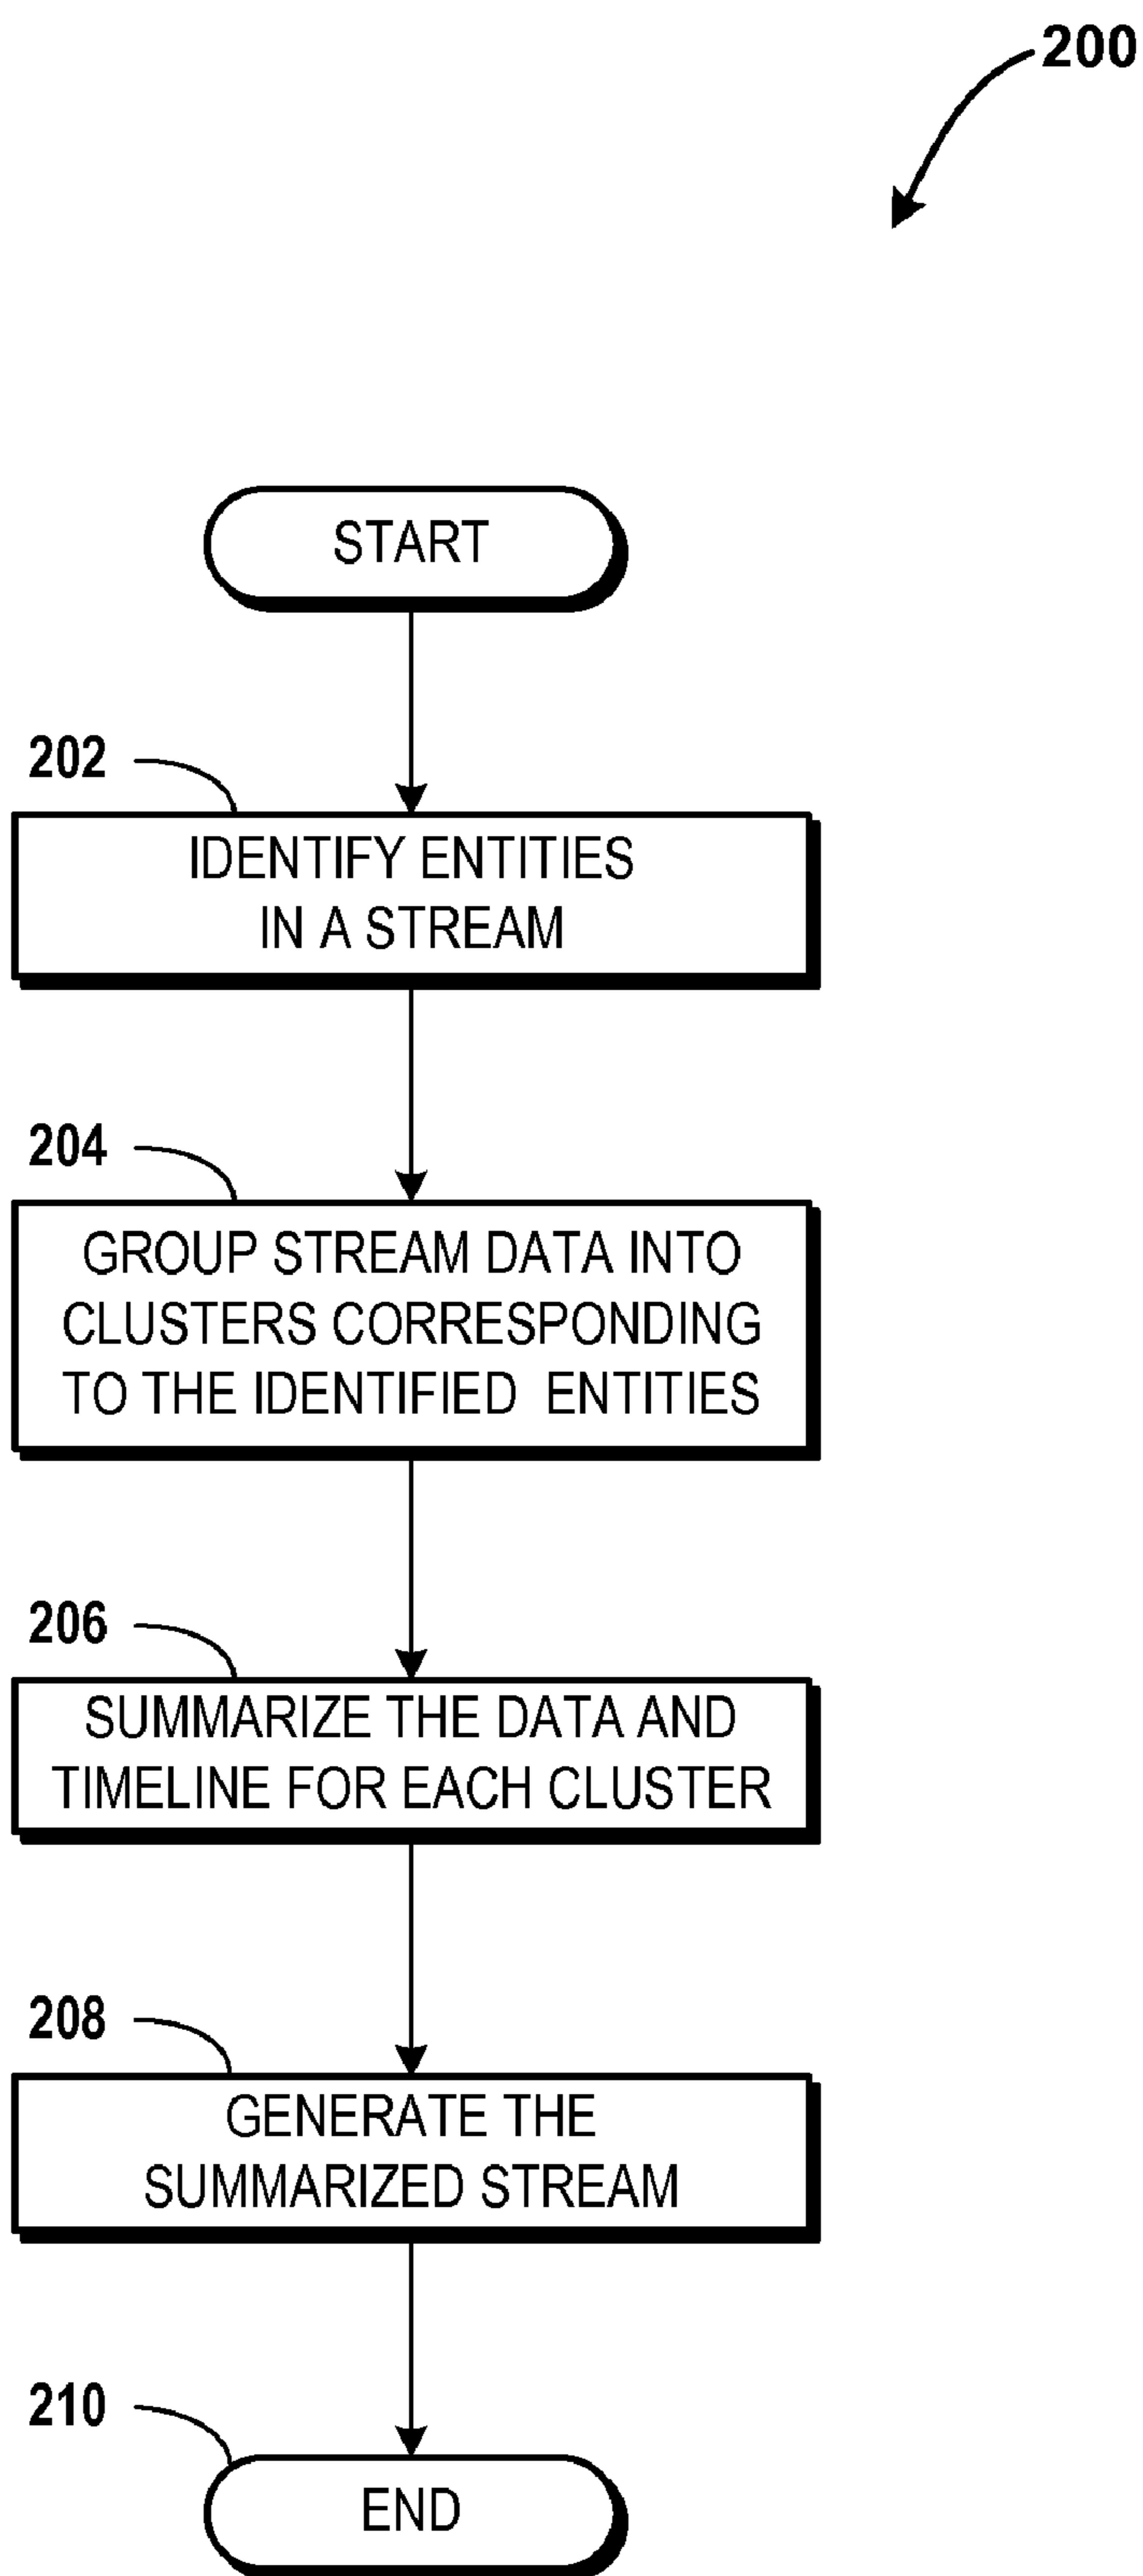 200
START
202
IDENTIFY ENTITIES
IN A STREAM
204
GROUP STREAM DATA INTO
CLUSTERS CORRESPONDING
TO THE IDENTIFIED ENTITIES
206
SUMMARIZE THE DATA AND
TIMELINE FOR EACH CLUSTER
208
GENERATE THE
SUMMARIZED STREAM
210
END